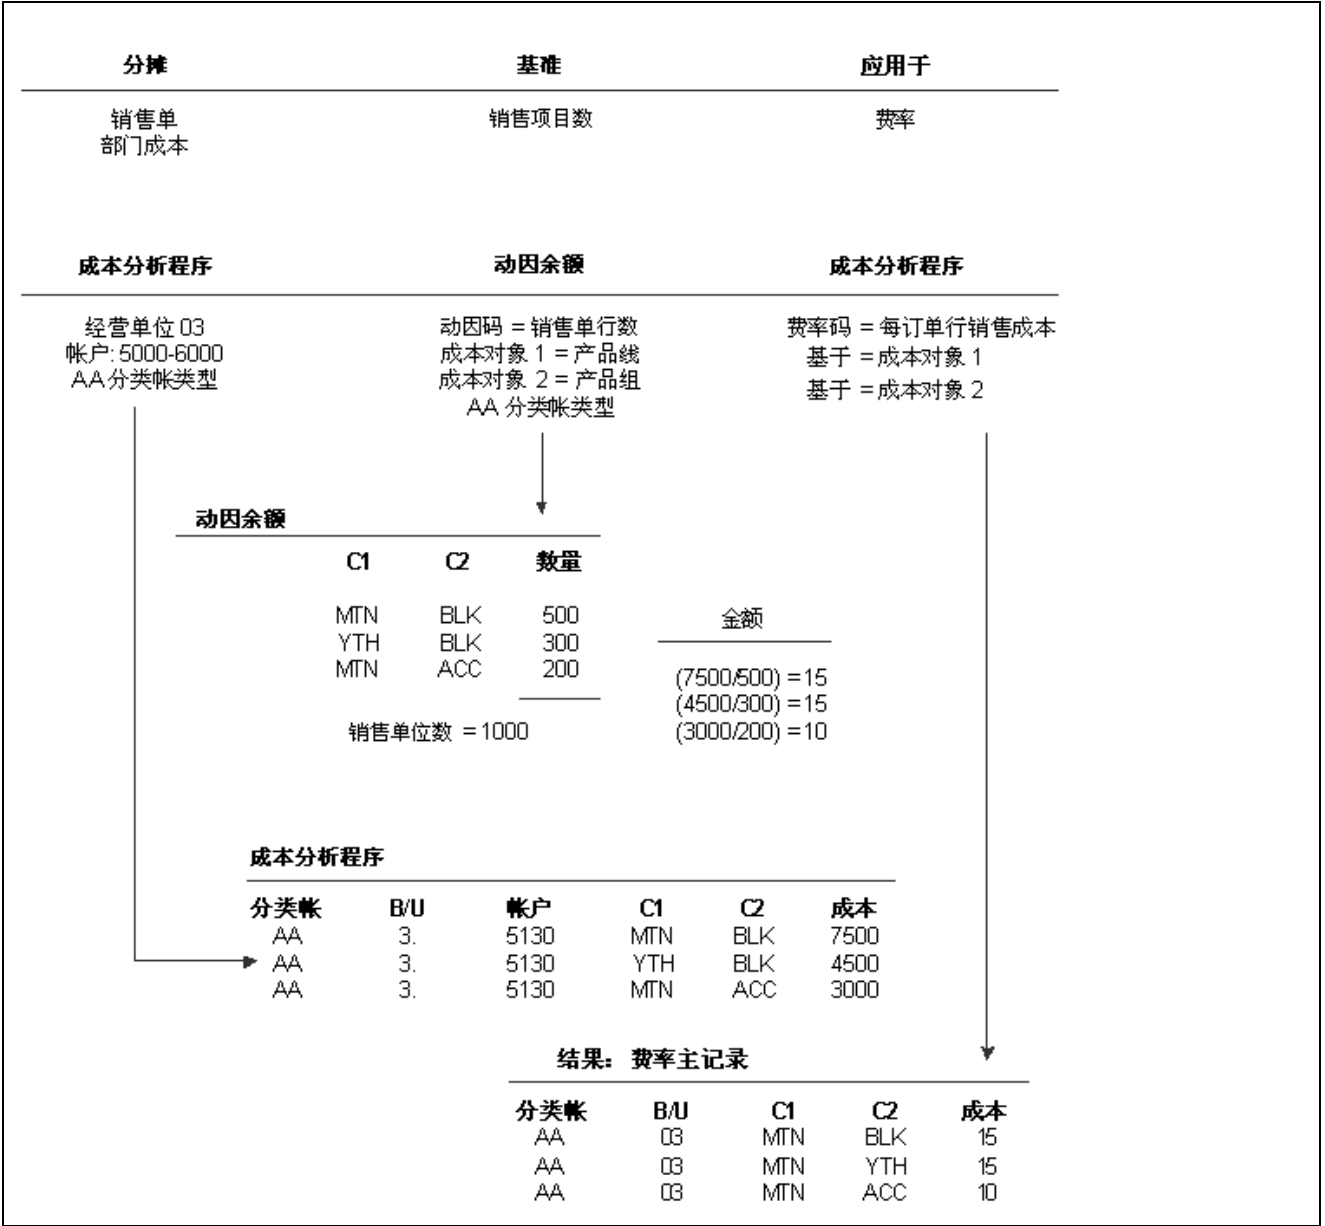 分摊 基准 应用于
销售单 销售项目数 费率
部门成本
成本分析程序 动因余额 成本分析程序
经营单位 03 动因码 = 销售单行数 费率码 = 每订单行销售成本
帐户: 5000-6000 成本对象 1 = 产品线 基于 = 成本对象 1
AA 分类帐类型 成本对象 2 = 产品组 基于 = 成本对象 2
AA 分类帐类型
动因余额
C1 C2 数量
MTN BLK 500 金额
YTH BLK 300
MTN ACC 200 (7500/500) = 15
(4500/300) = 15
销售单位数 = 1000 (3000/200) = 10
成本分析程序
分类帐 B/U 帐户 C1 C2 成本
AA 3. 5130 MTN BLK 7500
AA 3. 5130 YTH BLK 4500
AA 3. 5130 MTN ACC 3000
结果： 费率主记录
分类帐 B/U C1 C2 成本
AA 03 MTN BLK 15
AA 03 MTN YTH 15
AA 03 MTN ACC 10